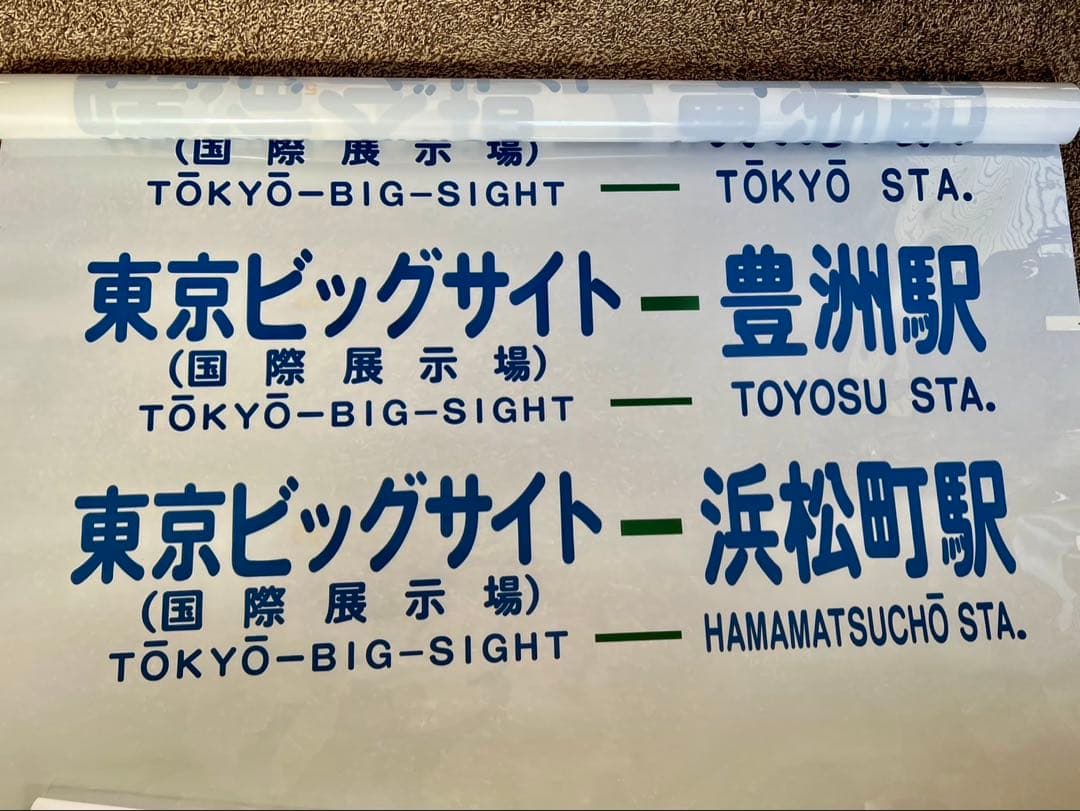 (国際展示場)
TŌKYŌ-BIG-SIGHT — TŌKYŌ STA.
東京ビッグサイト — 豊洲駅
(国際展示場)
TŌKYŌ-BIG-SIGHT — TOYOSU STA.
東京ビッグサイト — 浜松町駅
(国際展示場)
TŌKYŌ-BIG-SIGHT — HAMAMATSUCHŌ STA.